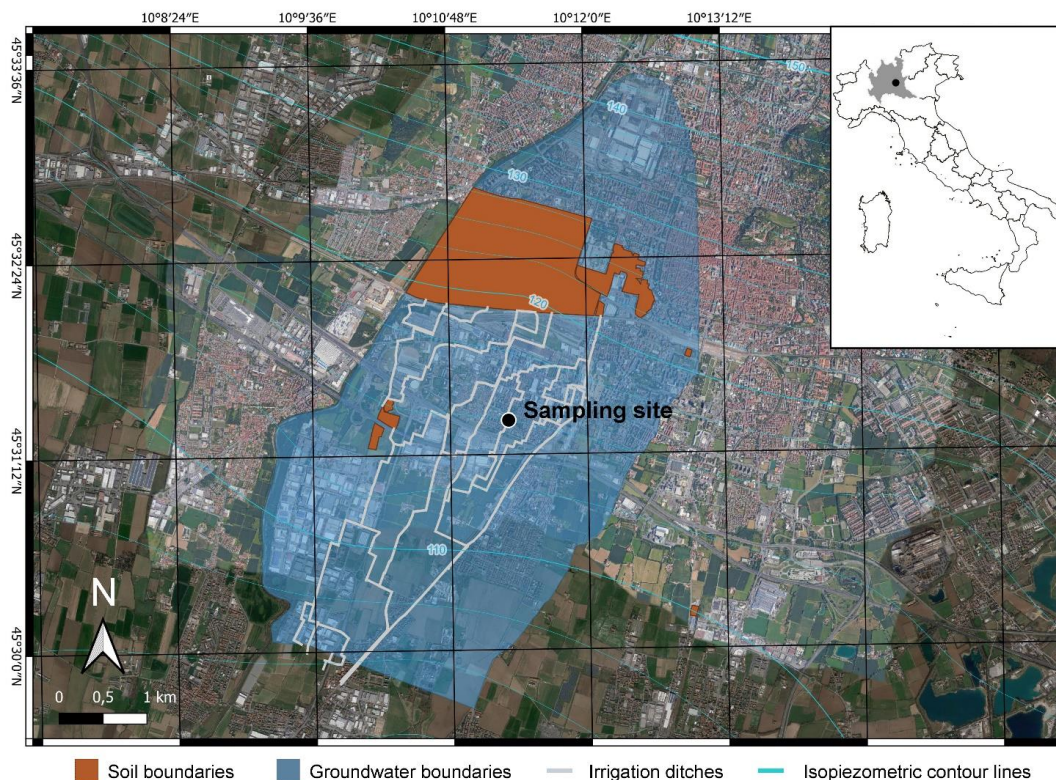 10°8'24"E 10°9'36"E 10°10'48"E 10°12'0"E 10°13'12"E
45°33'36"N
45°32'24"N
45°31'12"N
45°30'0"N
150
140
130
120
Sampling site
110
N
0 0,5 1 km
Soil boundaries Groundwater boundaries Irrigation ditches Isopiezometric contour lines